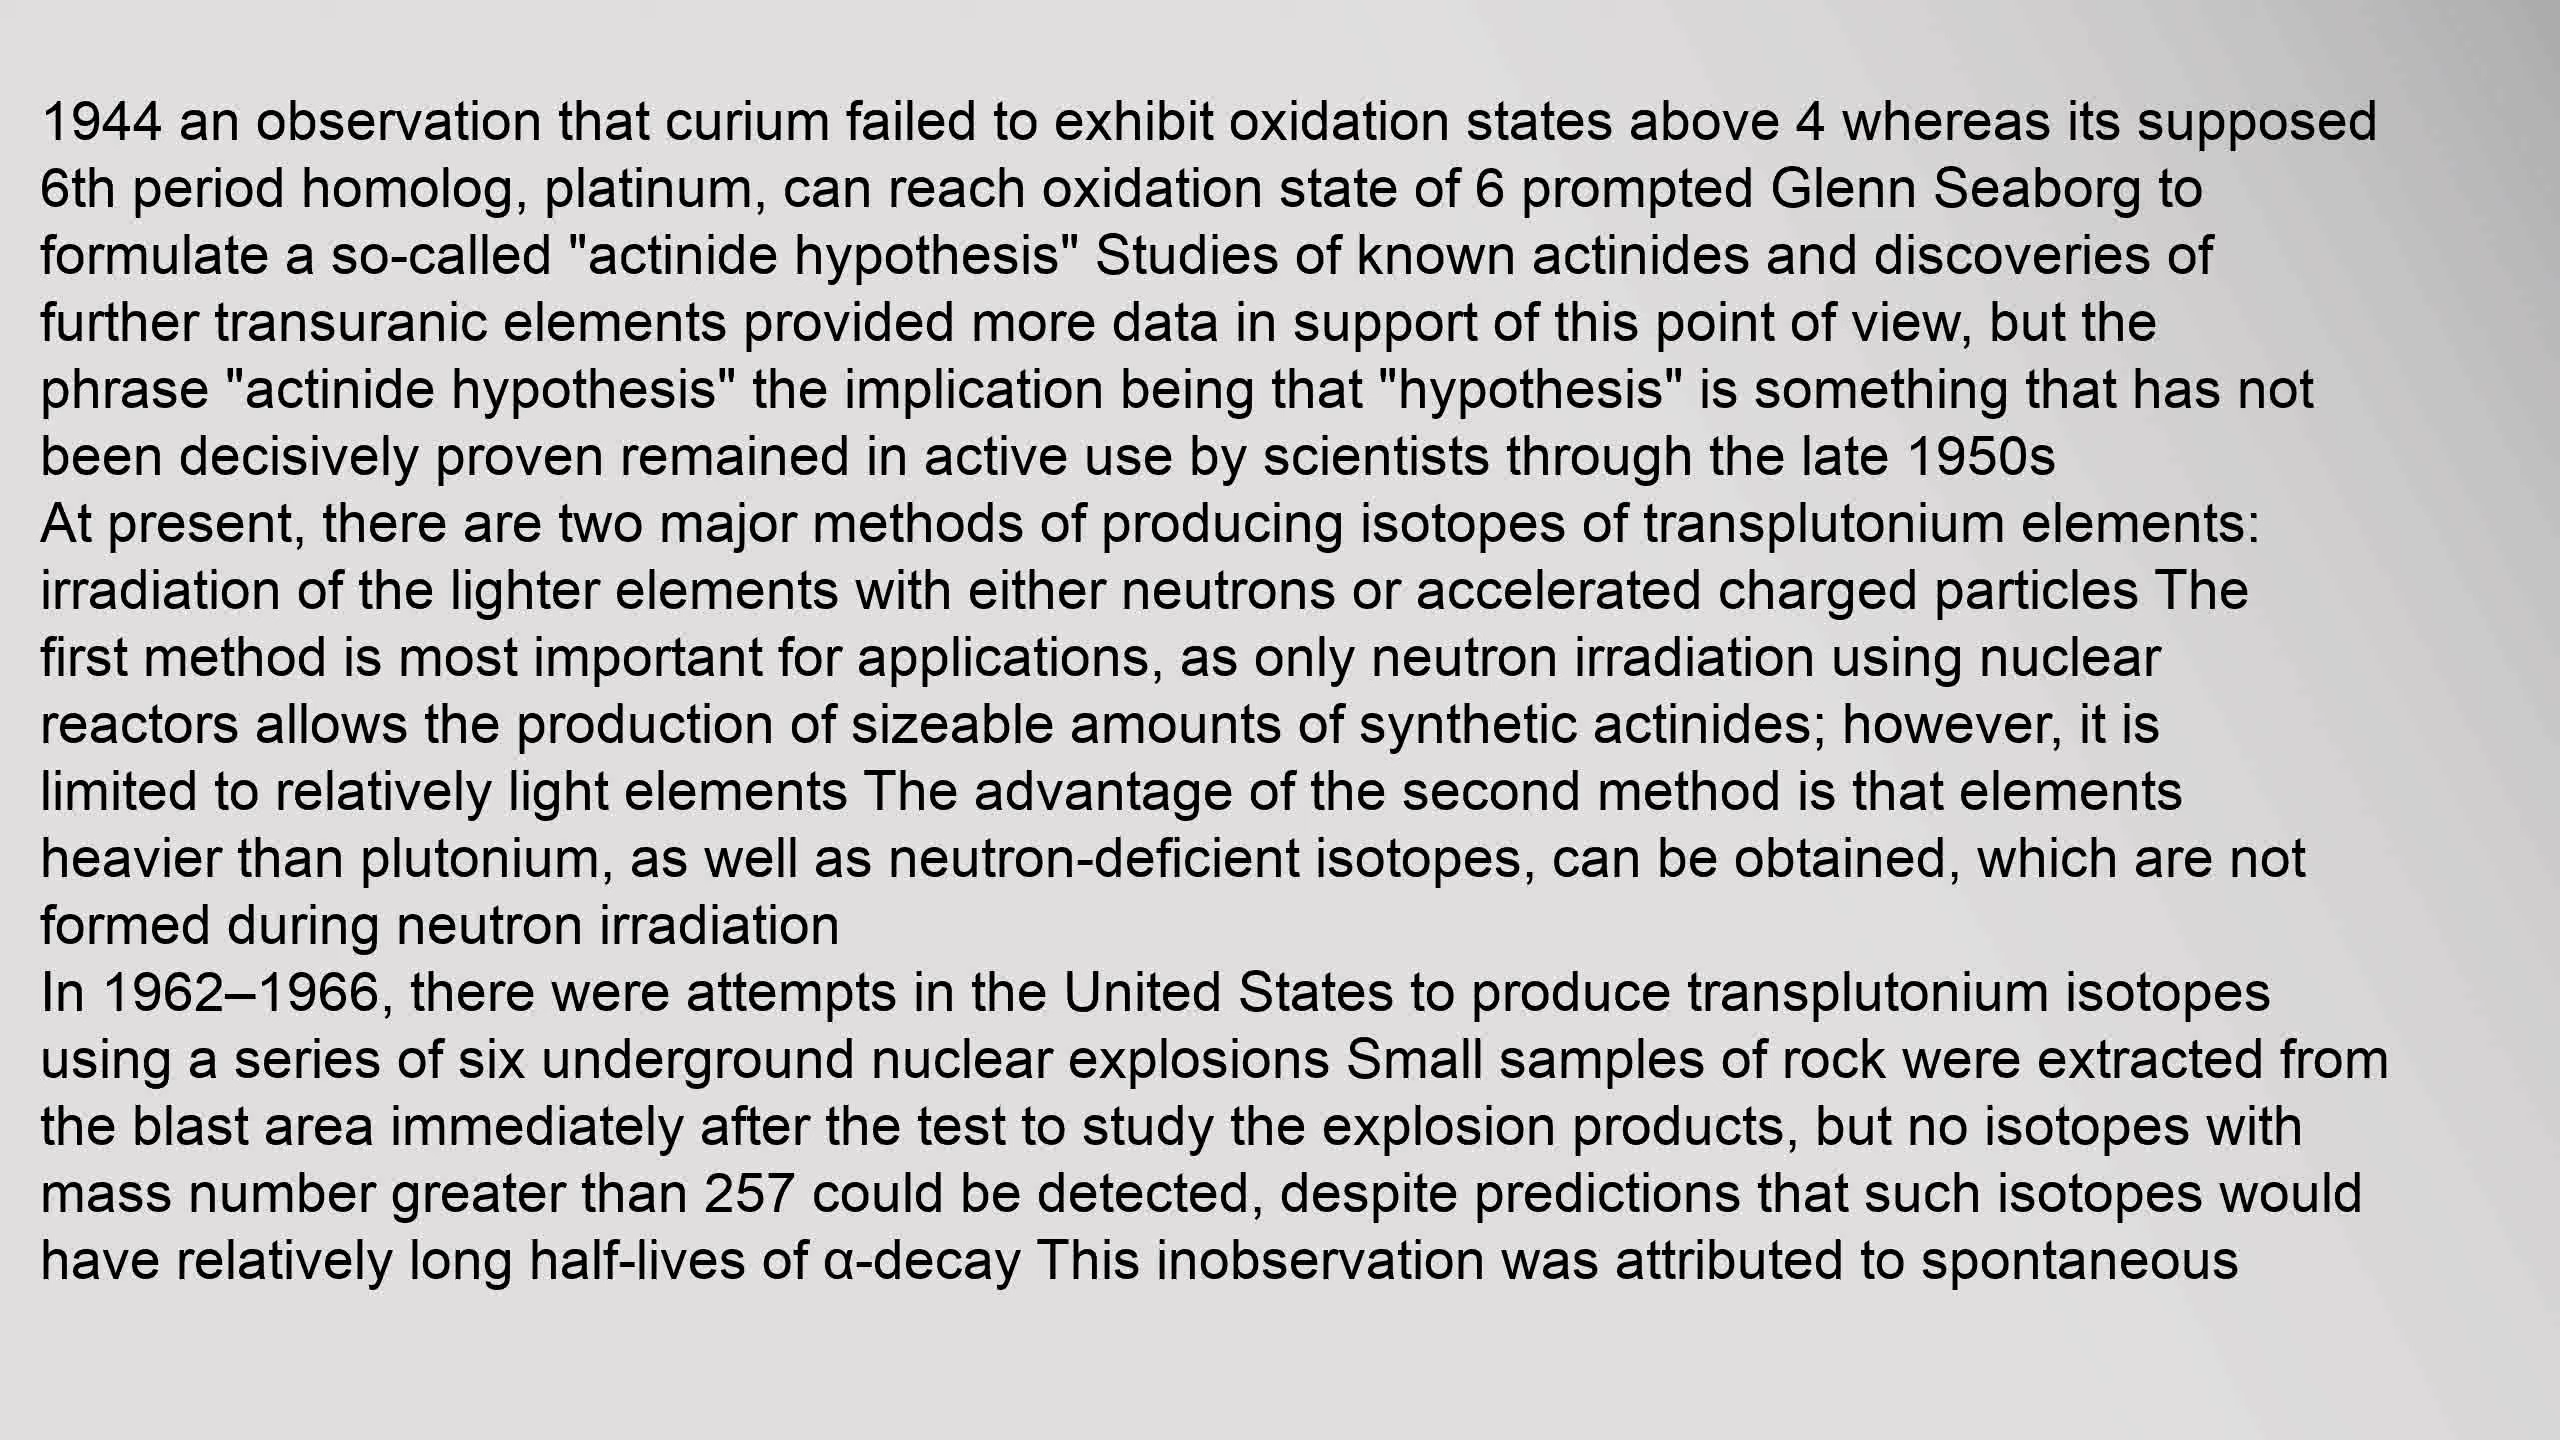 1944 an observation that curium failed to exhibit oxidation states above 4 whereas its supposed
6th period homolog, platinum, can reach oxidation state of 6 prompted Glenn Seaborg to
formulate a so-called "actinide hypothesis" Studies of known actinides and discoveries of
further transuranic elements provided more data in support of this point of view, but the
phrase "actinide hypothesis" the implication being that "hypothesis" is something that has not
been decisively proven remained in active use by scientists through the late 1950s
At present, there are two major methods of producing isotopes of transplutonium elements:
irradiation of the lighter elements with either neutrons or accelerated charged particles The
first method is most important for applications, as only neutron irradiation using nuclear
reactors allows the production of sizeable amounts of synthetic actinides; however, it is
limited to relatively light elements The advantage of the second method is that elements
heavier than plutonium, as well as neutron-deficient isotopes, can be obtained, which are not
formed during neutron irradiation
In 1962–1966, there were attempts in the United States to produce transplutonium isotopes
using a series of six underground nuclear explosions Small samples of rock were extracted from
the blast area immediately after the test to study the explosion products, but no isotopes with
mass number greater than 257 could be detected, despite predictions that such isotopes would
have relatively long half-lives of α-decay This inobservation was attributed to spontaneous